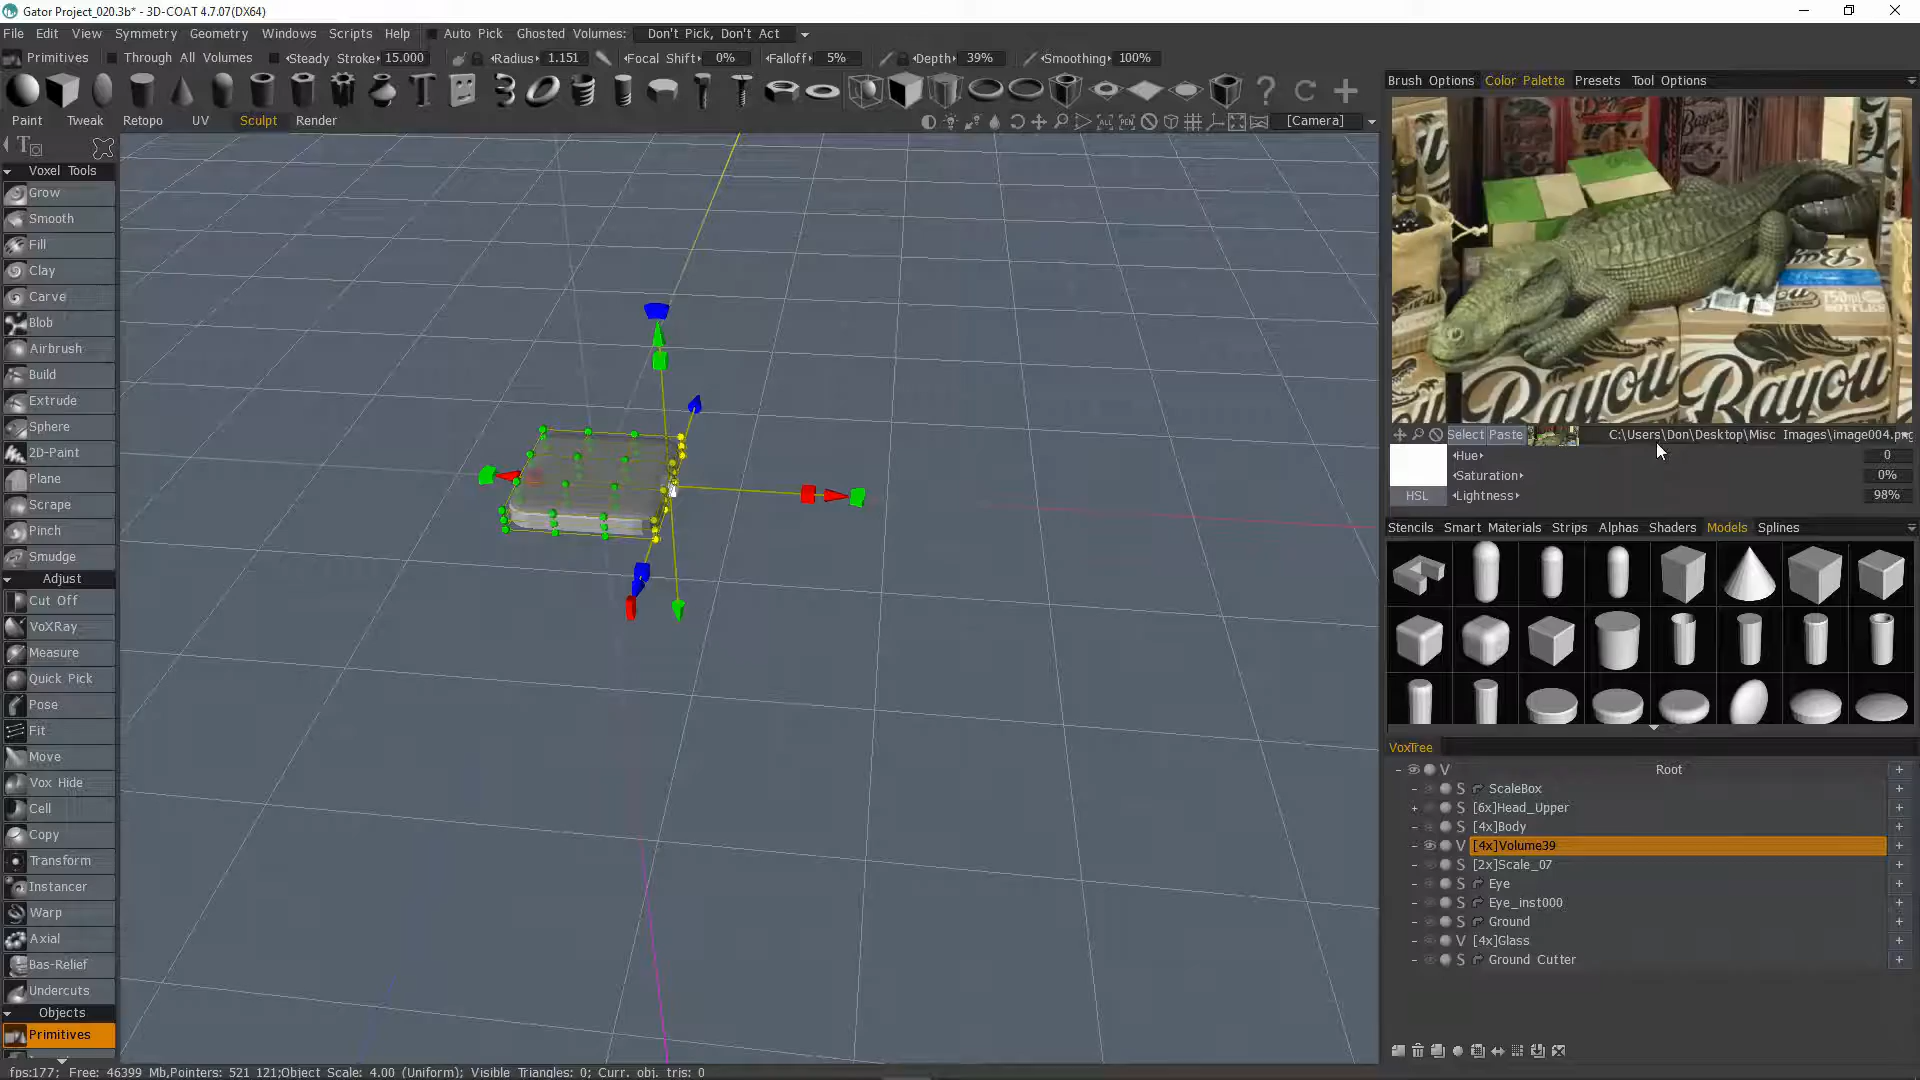 Gator Project_020.3b* - 3D-COAT 4.7.07(DX64)
File Edit View Symmetry Geometry Windows Scripts Help Auto Pick Ghosted Volumes: Don't Pick, Don't Act
Primitives Through All Volumes Steady Stroke 15.000 Radius 1.151 Focal Shift 0% Falloff 5% Depth 39% Smoothing 100%
Brush Options Color Palette Presets Tool Options
Paint Tweak Retopo UV Sculpt Render [Camera]
Voxel Tools
Grow
Smooth
Fill
Clay
Carve
Blob
Airbrush
Build
Extrude
Sphere
2D-Paint
Plane
Scrape
Pinch
Smudge
Adjust
Cut Off
VoXRay
Measure
Quick Pick
Pose
Fit
Move
Vox Hide
Cell
Copy
Transform
Instancer
Warp
Axial
Bas-Relief
Undercuts
Objects
Primitives
Bayou
Bayou
Bayou
750ml
BOTTLES
Select Paste C:\Users\Don\Desktop\Misc Images\image004.png
Hue 0
Saturation 0%
HSL Lightness 98%
Stencils Smart Materials Strips Alphas Shaders Models Splines
VoxTree
V Root
S ScaleBox
S [6x]Head_Upper
S [4x]Body
V [4x]Volume39
S [2x]Scale_07
S Eye
S Eye_inst000
S Ground
V [4x]Glass
S Ground Cutter
fps:177; Free: 46399 Mb,Pointers: 521 121;Object Scale: 4.00 (Uniform); Visible Triangles: 0; Curr. obj. tris: 0